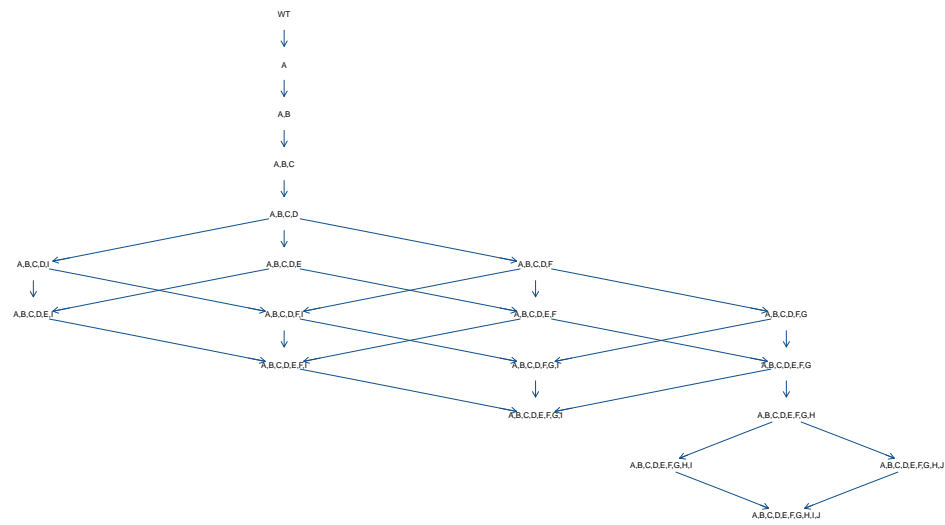 WT
A
A,B
A,B,C
A,B,C,D
A,B,C,D,I
A,B,C,D,E
A,B,C,D,F
A,B,C,D,E,I
A,B,C,D,F,I
A,B,C,D,E,F
A,B,C,D,F,G
A,B,C,D,E,F,I
A,B,C,D,F,G,I
A,B,C,D,E,F,G
A,B,C,D,E,F,G,I
A,B,C,D,E,F,G,H
A,B,C,D,E,F,G,H,I
A,B,C,D,E,F,G,H,J
A,B,C,D,E,F,G,H,I,J